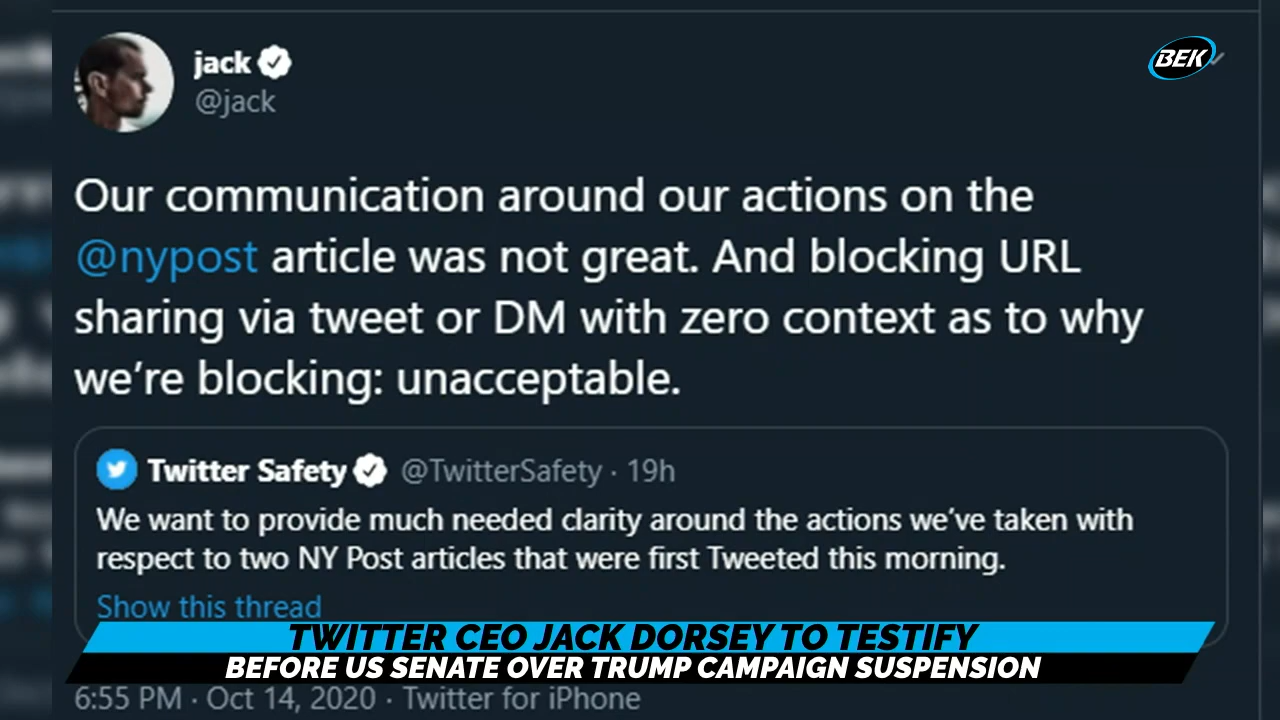 jack
BEK
@jack
Our communication around our actions on the
@nypost article was not great. And blocking URL
sharing via tweet or DM with zero context as to why
we’re blocking: unacceptable.
Twitter Safety @TwitterSafety · 19h
We want to provide much needed clarity around the actions we’ve taken with
respect to two NY Post articles that were first Tweeted this morning.
Show this thread
TWITTER CEO JACK DORSEY TO TESTIFY
BEFORE US SENATE OVER TRUMP CAMPAIGN SUSPENSION
6:55 PM · Oct 14, 2020 · Twitter for iPhone